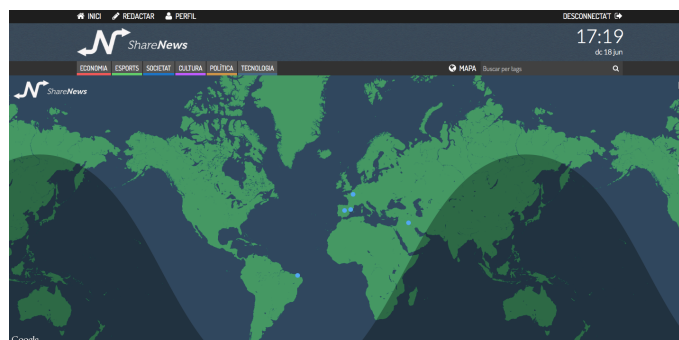 INICI REDACTAR PERFIL DESCONNECTA'T
ShareNews 17:19
dc 18 jun
ECONOMIA ESPORTS SOCIETAT CULTURA POLÍTICA TECNOLOGIA MAPA Buscar per tags
ShareNews
Google